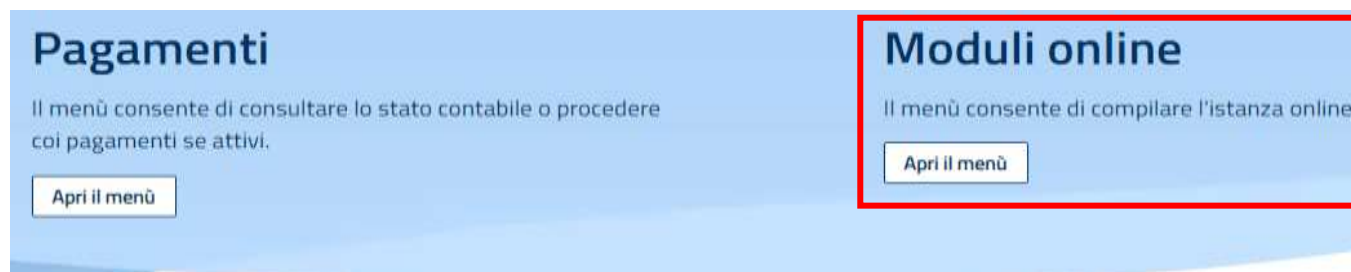 Pagamenti
Il menù consente di consultare lo stato contabile o procedere
coi pagamenti se attivi.
Apri il menù
Moduli online
Il menù consente di compilare l'istanza online
Apri il menù